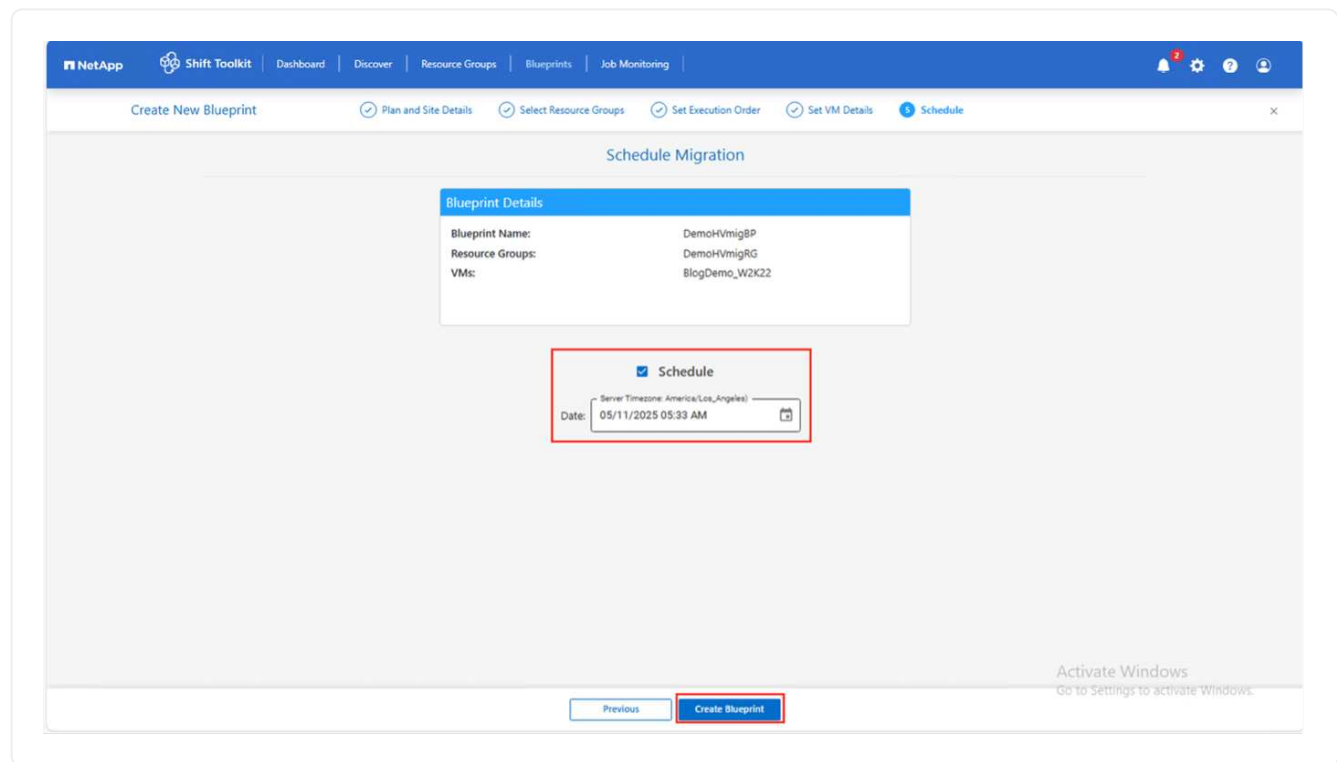 NetApp Shift Toolkit Dashboard Discover Resource Groups Blueprints Job Monitoring 2 ?
Create New Blueprint Plan and Site Details Select Resource Groups Set Execution Order Set VM Details 5 Schedule ×
Schedule Migration
Blueprint Details
Blueprint Name: DemoHVmigBP
Resource Groups: DemoHVmigRG
VMs: BlogDemo_W2K22
Schedule
Server Timezone: America/Los_Angeles)
Date: 05/11/2025 05:33 AM
Activate Windows
Go to Settings to activate Windows.
Previous Create Blueprint